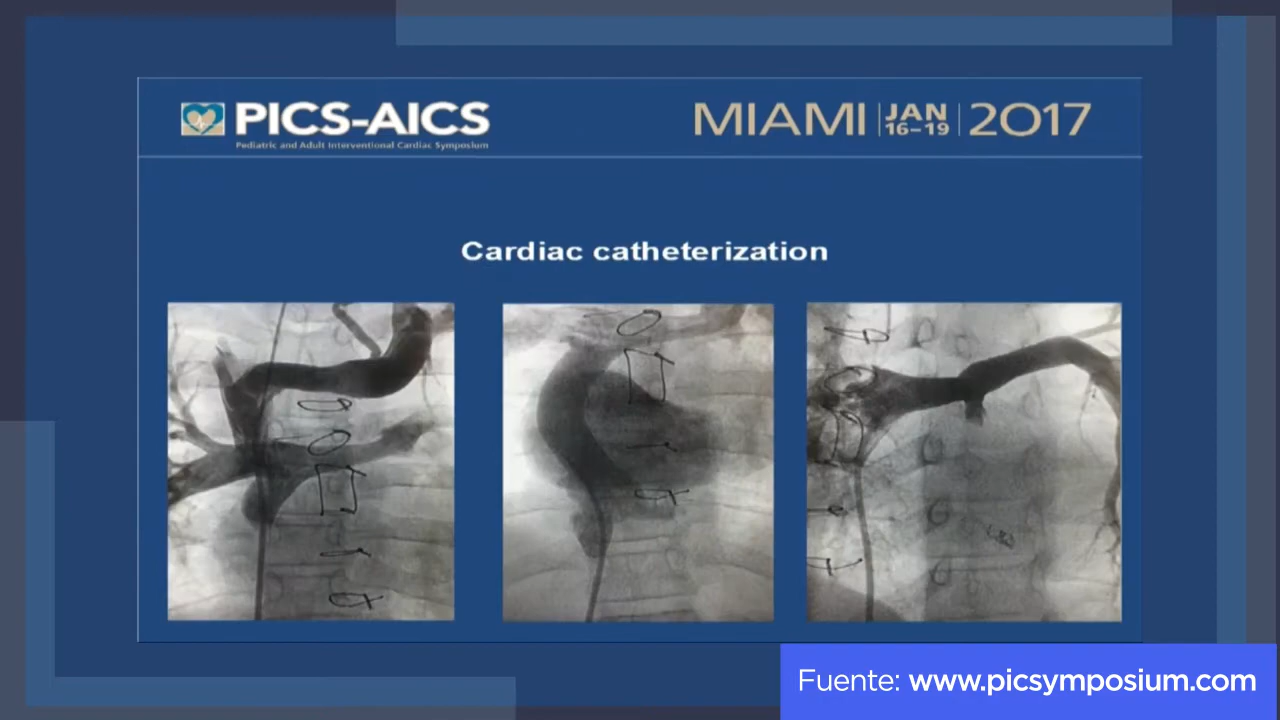 PICS-AICS
Pediatric and Adult Interventional Cardiac Symposium
MIAMI | JAN 16-19 | 2017
Cardiac catheterization
Fuente: www.picsymposium.com